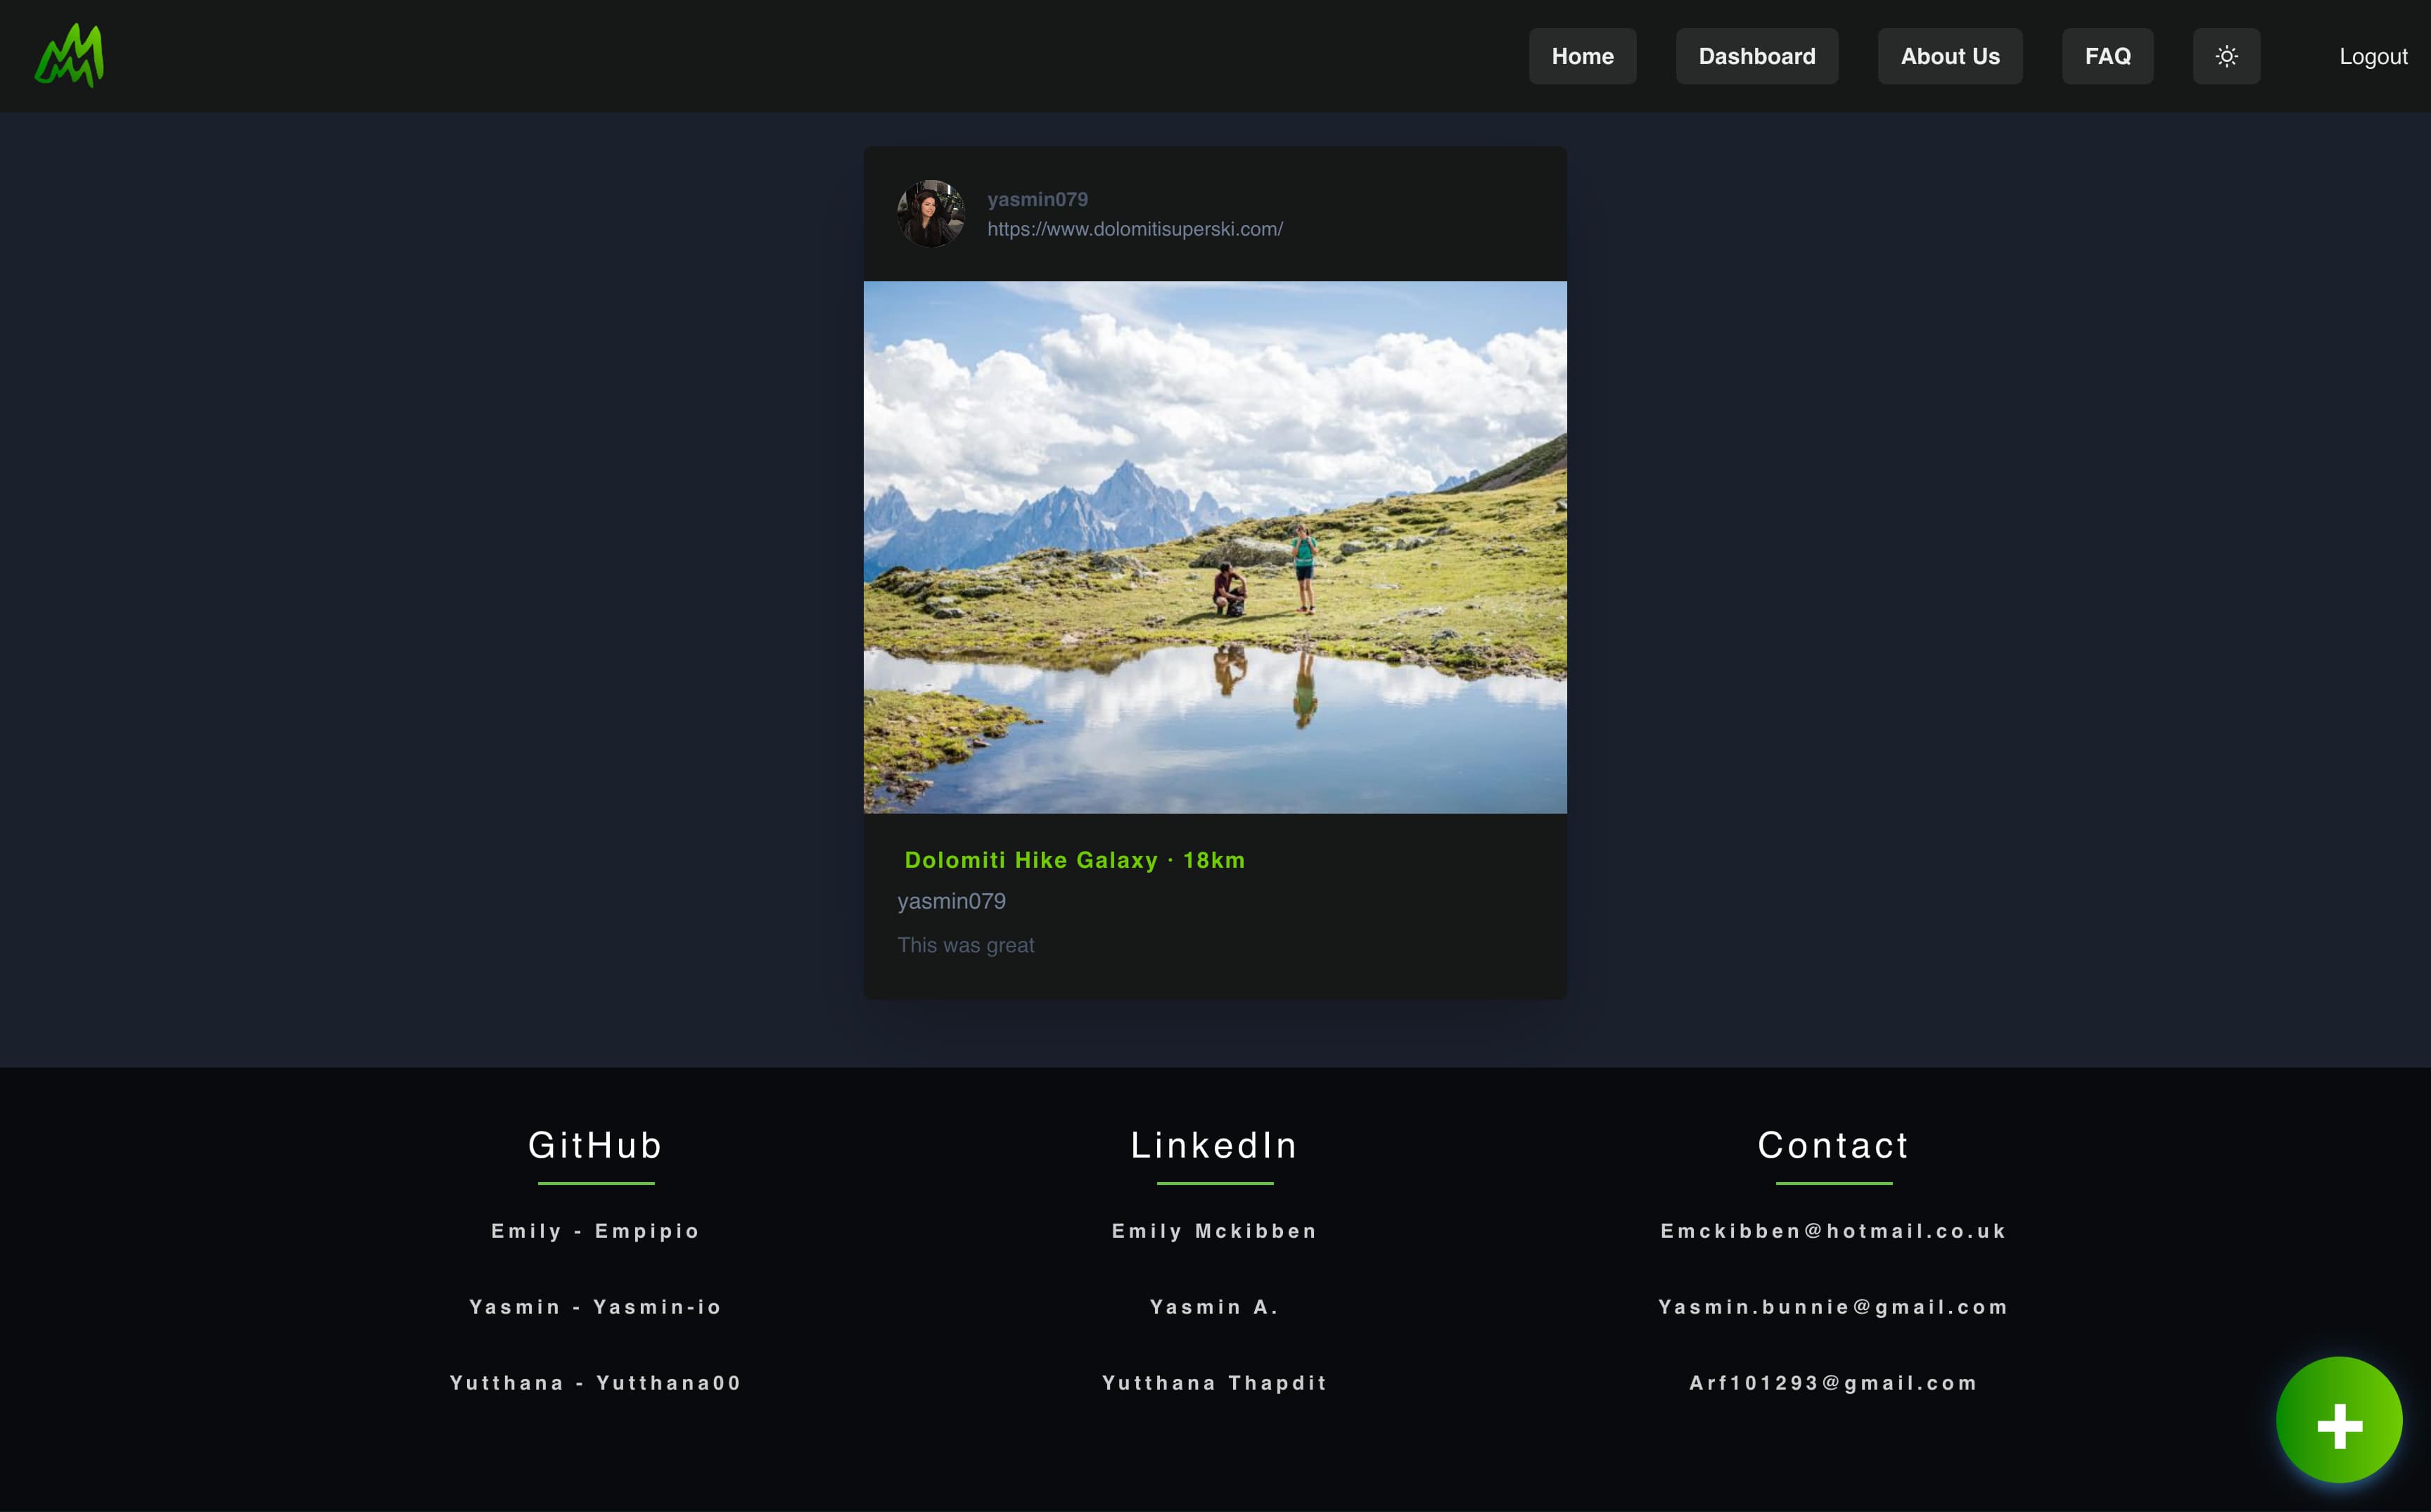 Home Dashboard About Us FAQ Logout
yasmin079
https://www.dolomitisuperski.com/
Dolomiti Hike Galaxy · 18km
yasmin079
This was great
GitHub
Emily - Empipio
Yasmin - Yasmin-io
Yutthana - Yutthana00
LinkedIn
Emily Mckibben
Yasmin A.
Yutthana Thapdit
Contact
Emckibben@hotmail.co.uk
Yasmin.bunnie@gmail.com
Arf101293@gmail.com
+